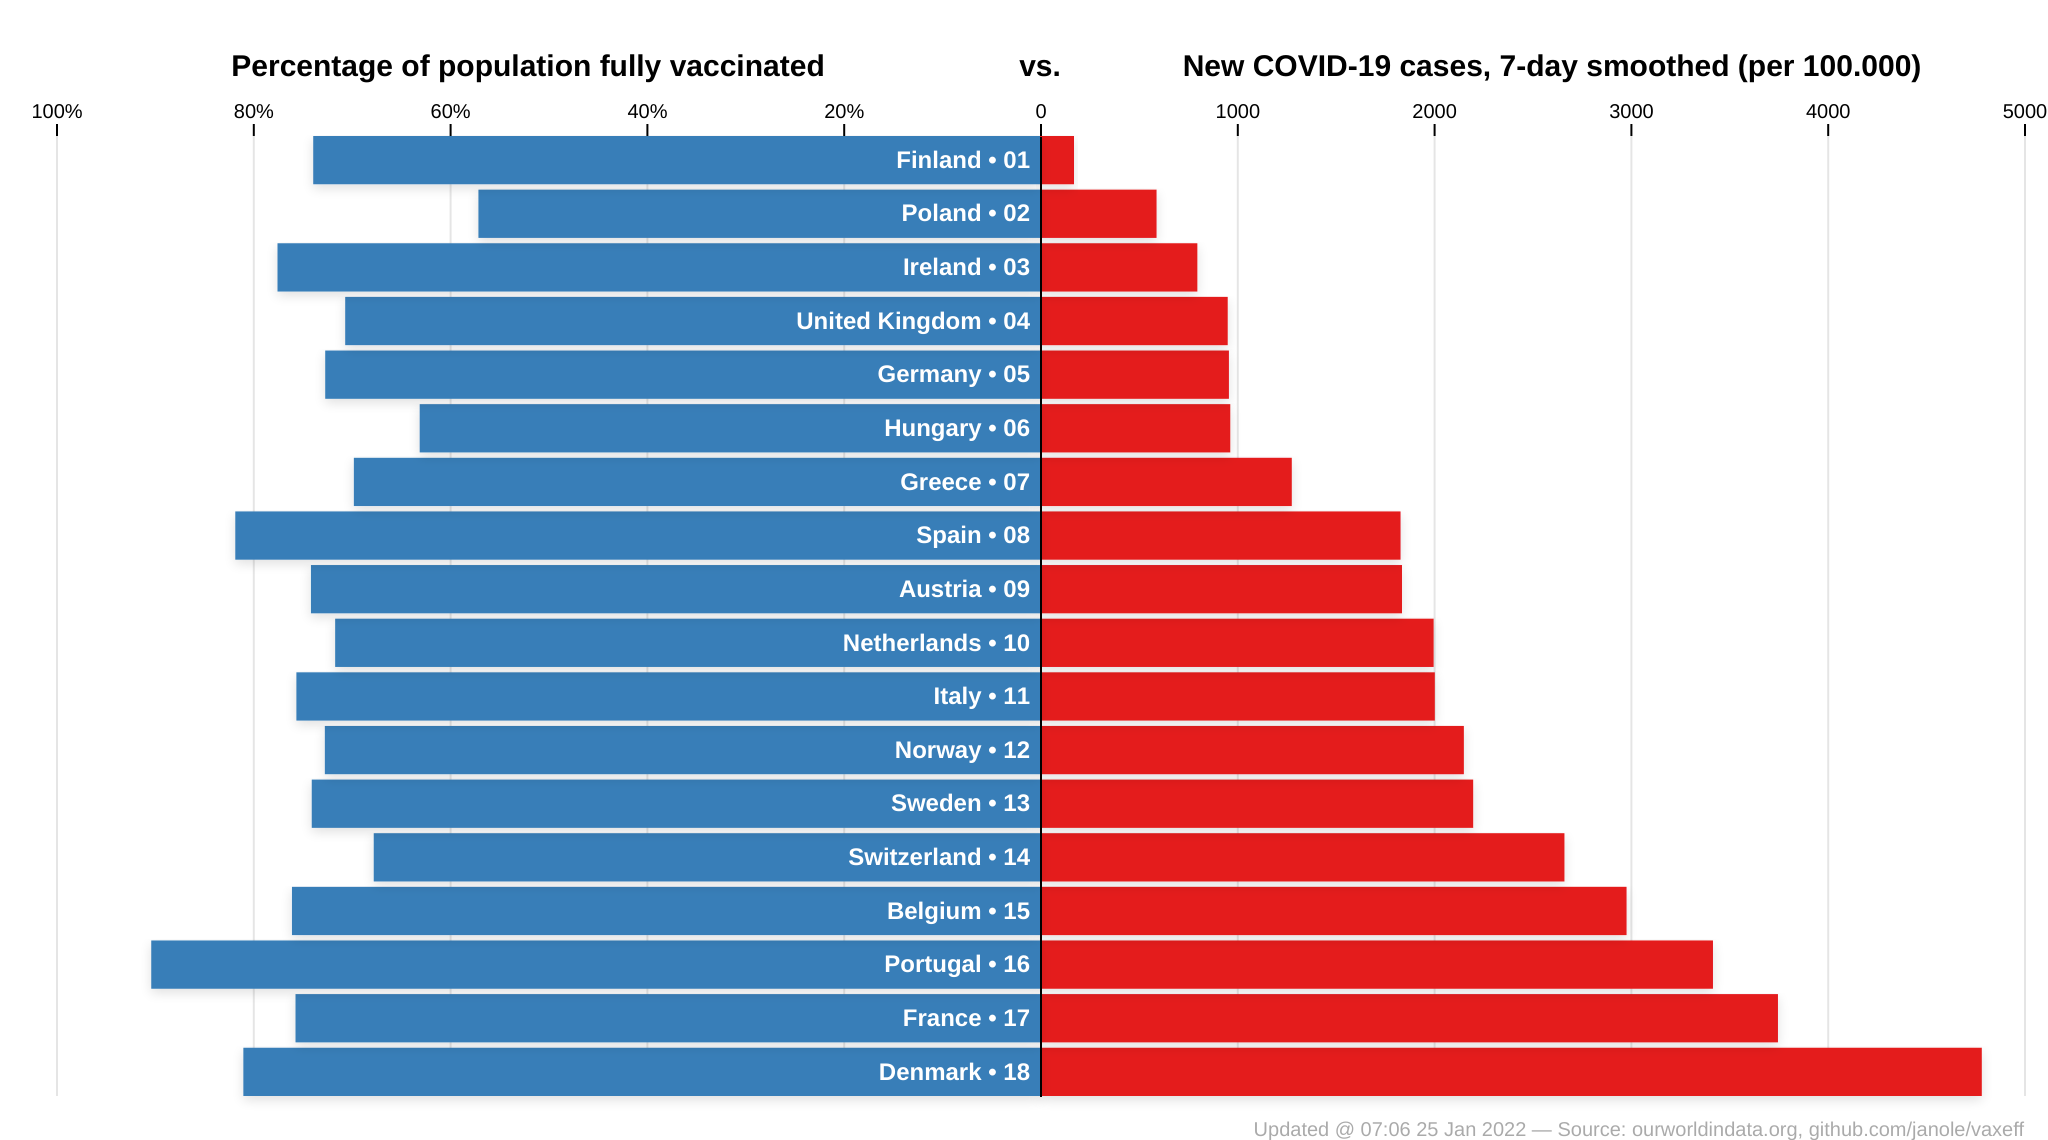 Percentage of population fully vaccinated vs. New COVID-19 cases, 7-day smoothed (per 100.000)
100% 80% 60% 40% 20% 0 1000 2000 3000 4000 5000
Finland • 01
Poland • 02
Ireland • 03
United Kingdom • 04
Germany • 05
Hungary • 06
Greece • 07
Spain • 08
Austria • 09
Netherlands • 10
Italy • 11
Norway • 12
Sweden • 13
Switzerland • 14
Belgium • 15
Portugal • 16
France • 17
Denmark • 18
Updated @ 07:06 25 Jan 2022 — Source: ourworldindata.org, github.com/janole/vaxeff